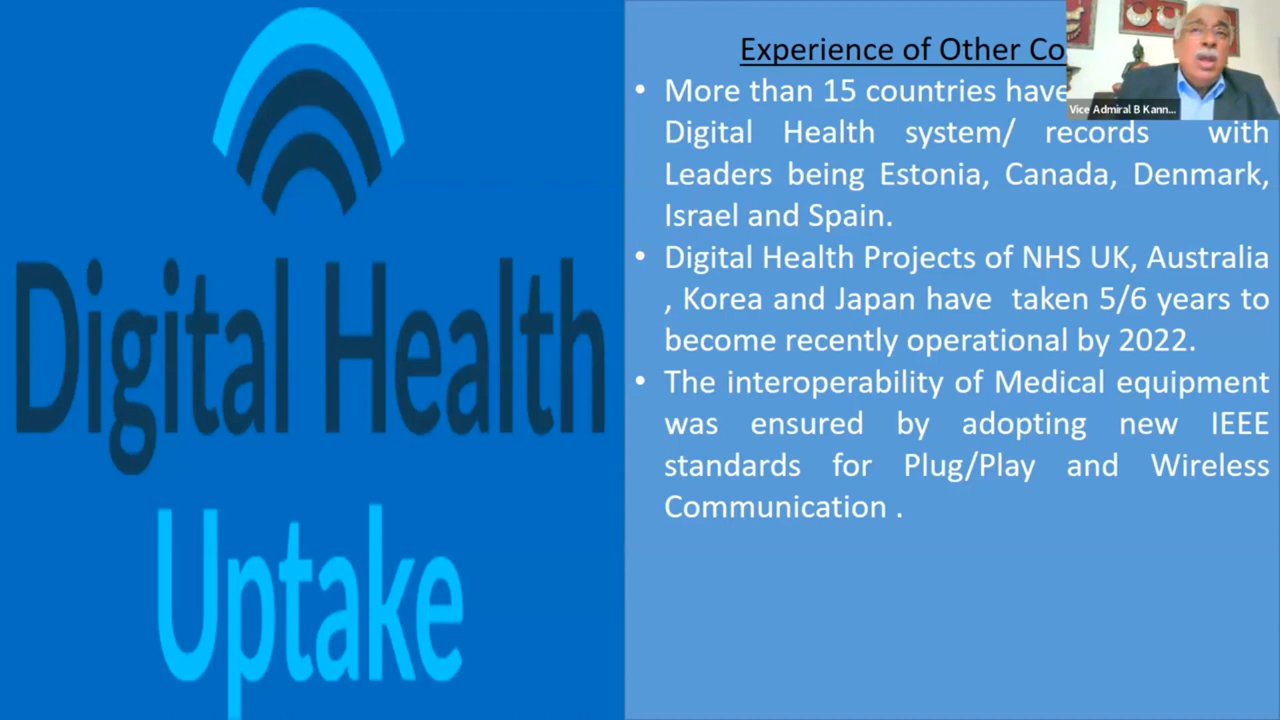 Digital Health
Uptake
Experience of Other Co
• More than 15 countries have
Digital Health system/ records with
Leaders being Estonia, Canada, Denmark,
Israel and Spain.
• Digital Health Projects of NHS UK, Australia
, Korea and Japan have taken 5/6 years to
become recently operational by 2022.
• The interoperability of Medical equipment
was ensured by adopting new IEEE
standards for Plug/Play and Wireless
Communication .
Vice Admiral B Kann...